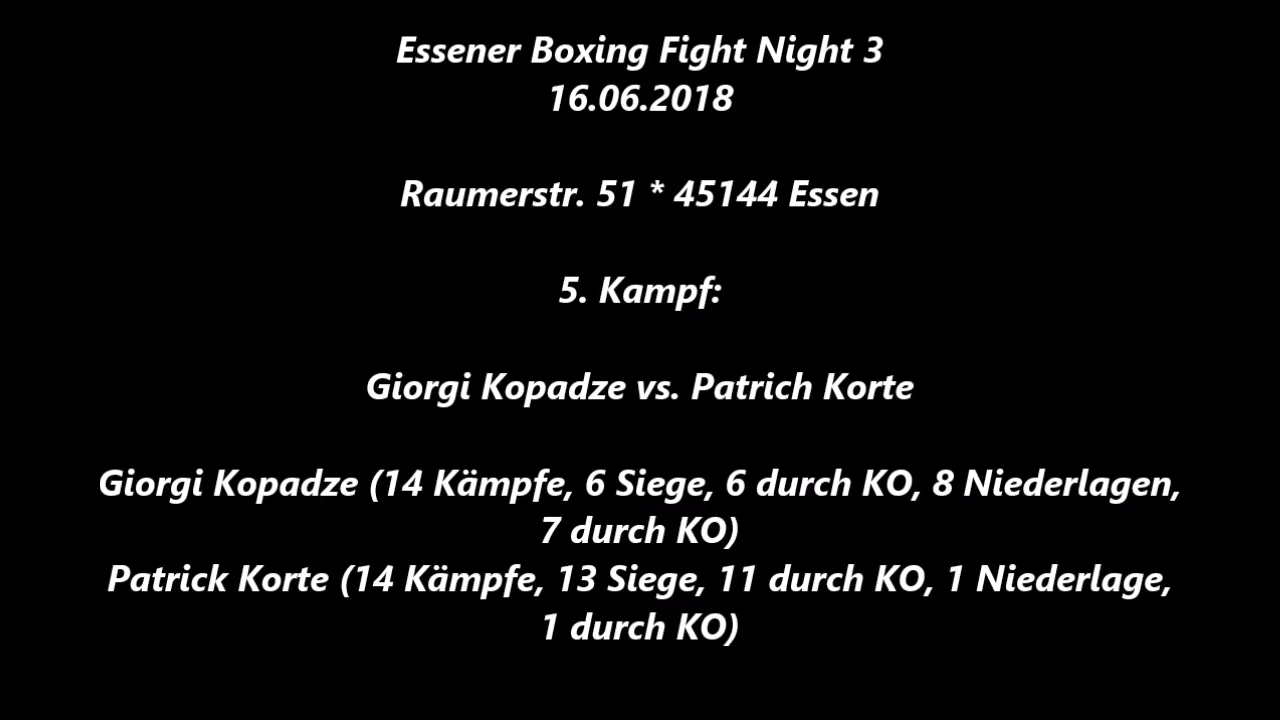 Essener Boxing Fight Night 3
16.06.2018
Raumerstr. 51 * 45144 Essen
5. Kampf:
Giorgi Kopadze vs. Patrich Korte
Giorgi Kopadze (14 Kämpfe, 6 Siege, 6 durch KO, 8 Niederlagen,
7 durch KO)
Patrick Korte (14 Kämpfe, 13 Siege, 11 durch KO, 1 Niederlage,
1 durch KO)